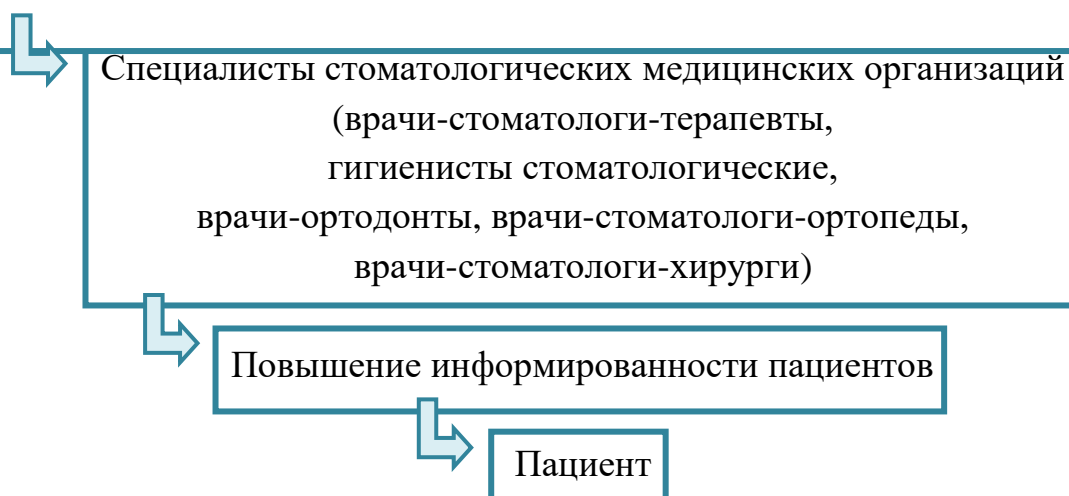 Специалисты стоматологических медицинских организаций
(врачи-стоматологи-терапевты,
гигиенисты стоматологические,
врачи-ортодонты, врачи-стоматологи-ортопеды,
врачи-стоматологи-хирурги)
Повышение информированности пациентов
Пациент